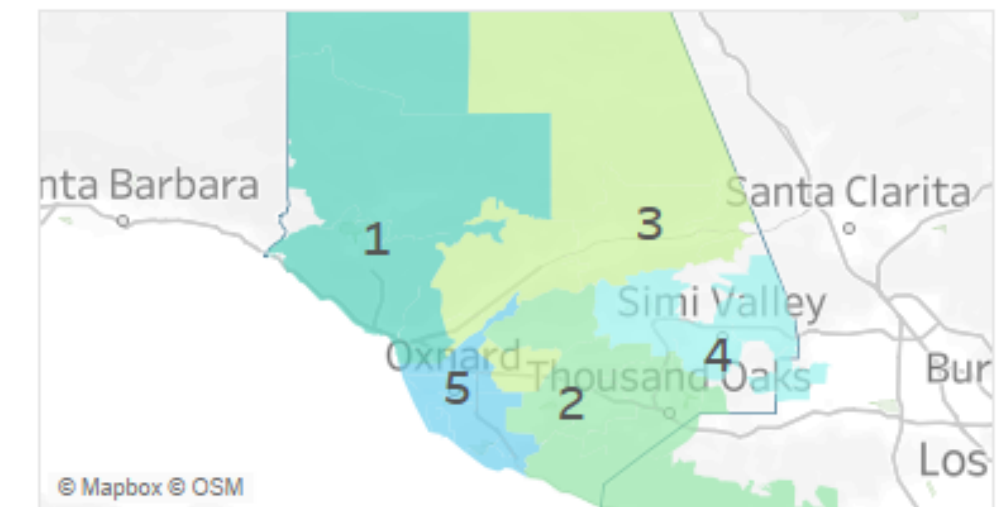 nta Barbara
Santa Clarita
1
3
Simi Valley
Oxnard
4
Thousand Oaks
Bur
5
2
Los
© Mapbox © OSM